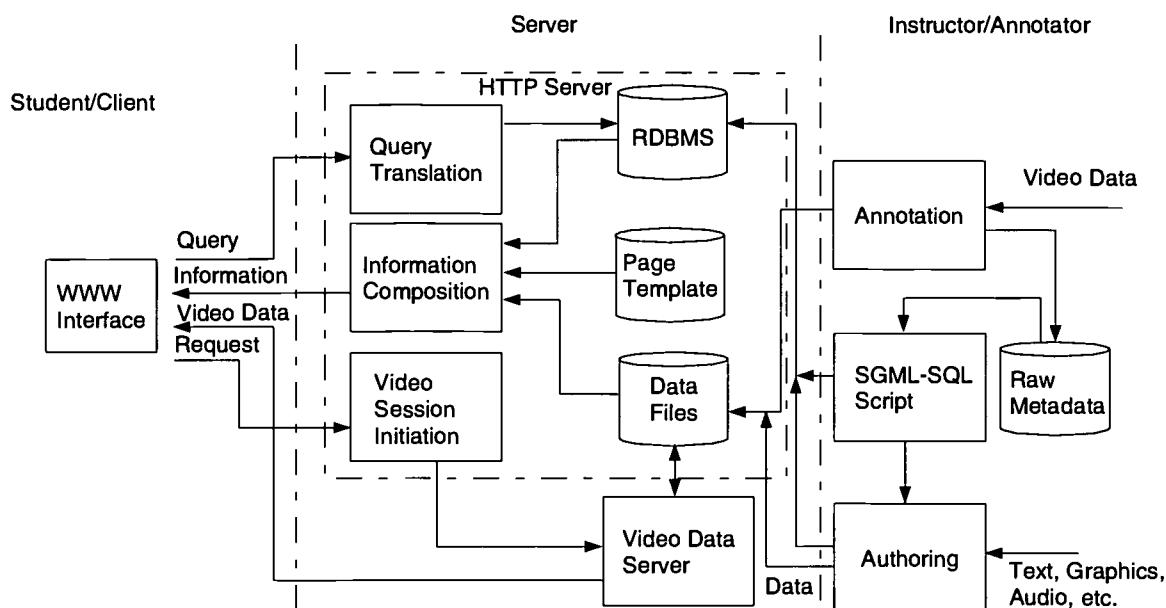 Server
Instructor/Annotator
Student/Client
HTTP Server
Query
Translation
RDBMS
Annotation
Video Data
Query
Information
Video Data
Request
WWW
Interface
Information
Composition
Page
Template
Video
Session
Initiation
Data
Files
SGML-SQL
Script
Raw
Metadata
Video Data
Server
Data
Authoring
Text, Graphics,
Audio, etc.